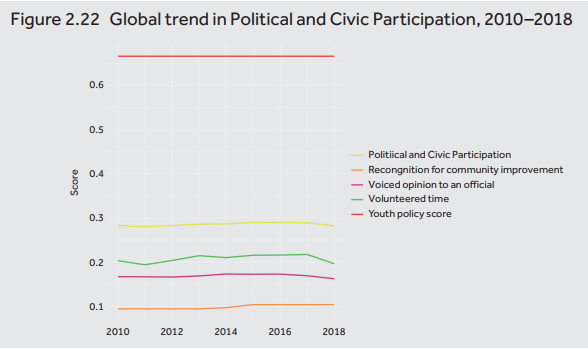 Figure 2.22 Global trend in Political and Civic Participation, 2010–2018
0.6
0.5
0.4
Score
0.3
0.2
0.1
2010 2012 2014 2016 2018
Politiical and Civic Participation
Recongnition for community improvement
Voiced opinion to an official
Volunteered time
Youth policy score